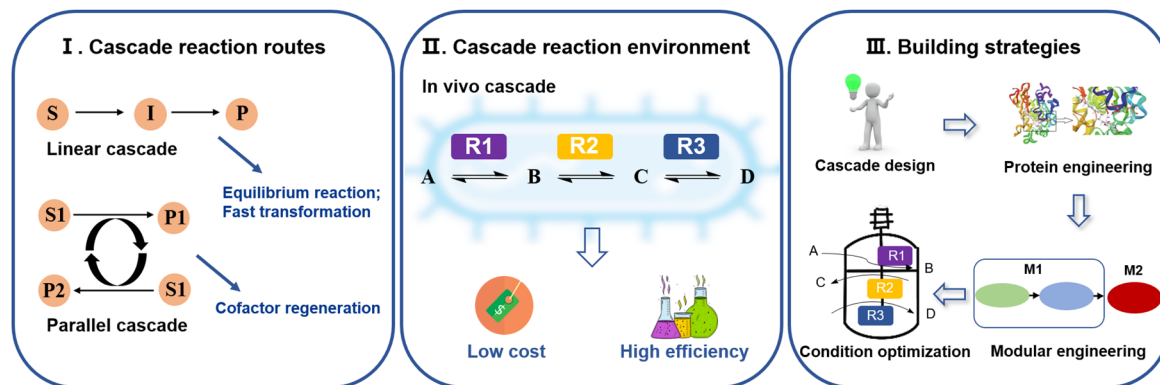 Ⅰ. Cascade reaction routes
S
I
P
Linear cascade
Equilibrium reaction;
Fast transformation
S1
P1
P2
S1
Parallel cascade
Cofactor regeneration
Ⅱ. Cascade reaction environment
In vivo cascade
R1
R2
R3
A
B
C
D
$
Low cost
High efficiency
Ⅲ. Building strategies
Cascade design
Protein engineering
A
R1
B
C
R2
R3
D
Condition optimization
M1
M2
Modular engineering